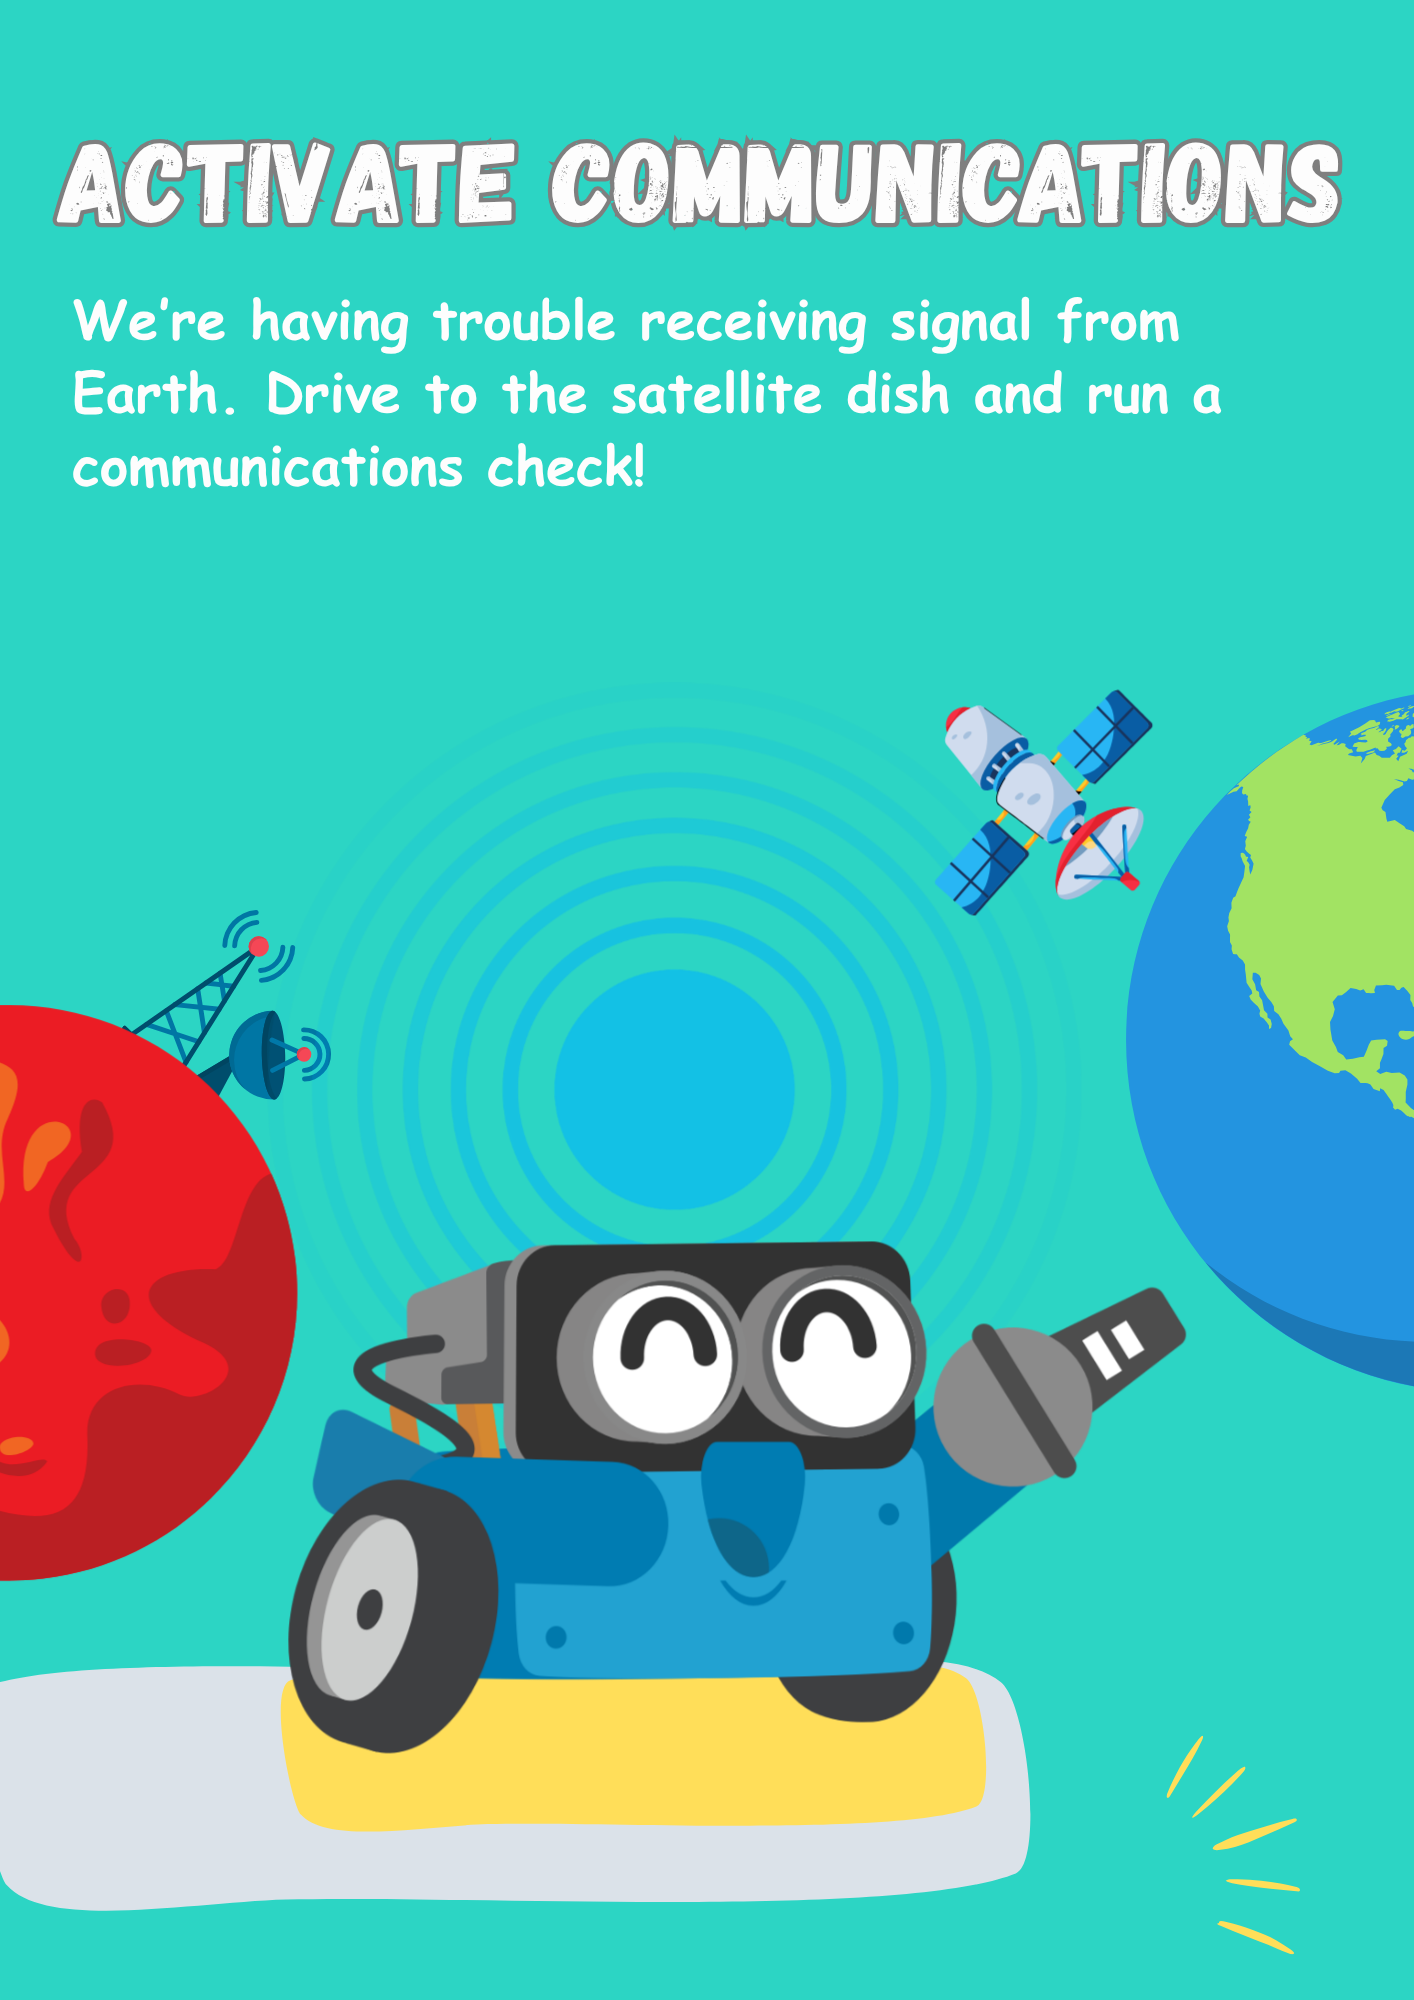 ACTIVATE COMMUNICATIONS
We're having trouble receiving signal from
Earth. Drive to the satellite dish and run a
communications check!